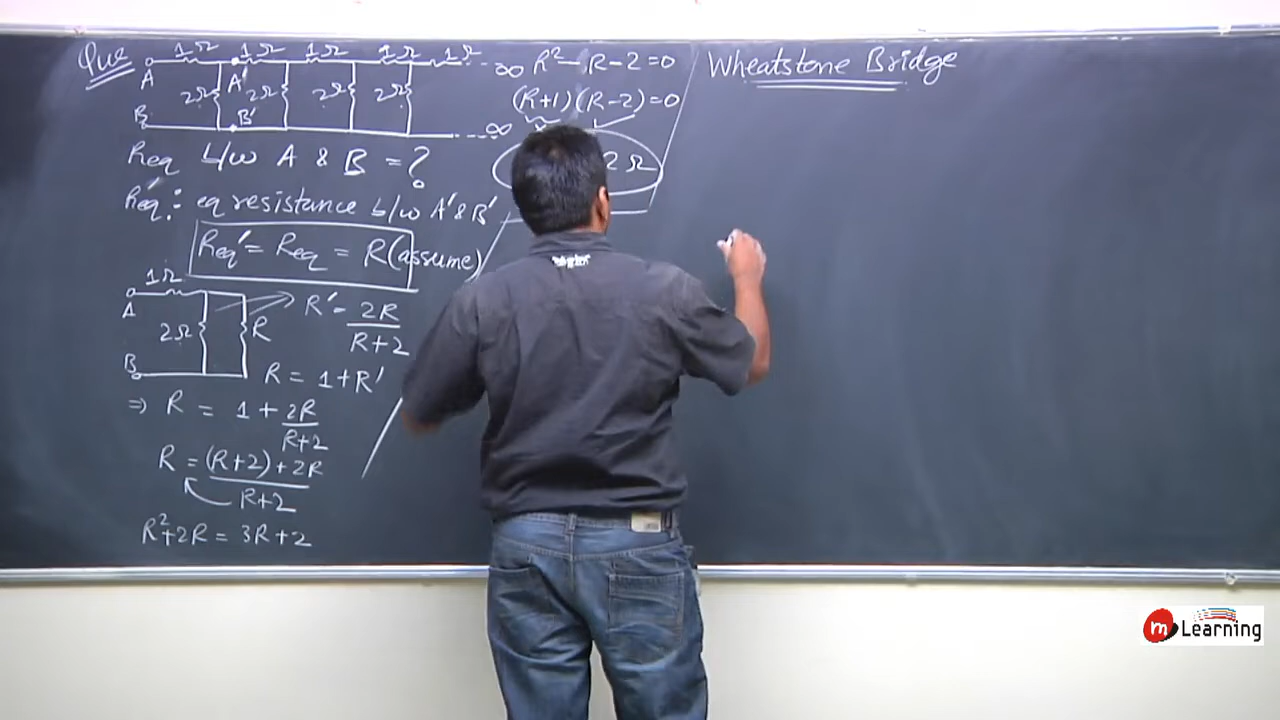 Que
1Ω 1Ω 1Ω 1Ω 1Ω ∞
A A'
2Ω 2Ω 2Ω 2Ω
B B' ∞
Req b/w A & B = ?
Req': eq resistance b/w A' & B'
Req' = Req = R (assume)
1Ω
A
2Ω R
B
R' = 2R/(R+2)
R = 1 + R'
⇒ R = 1 + 2R/(R+2)
R = ((R+2) + 2R)/(R+2)
R² + 2R = 3R + 2
R² - R - 2 = 0
(R+1)(R-2) = 0
2Ω
Wheatstone Bridge
m Learning